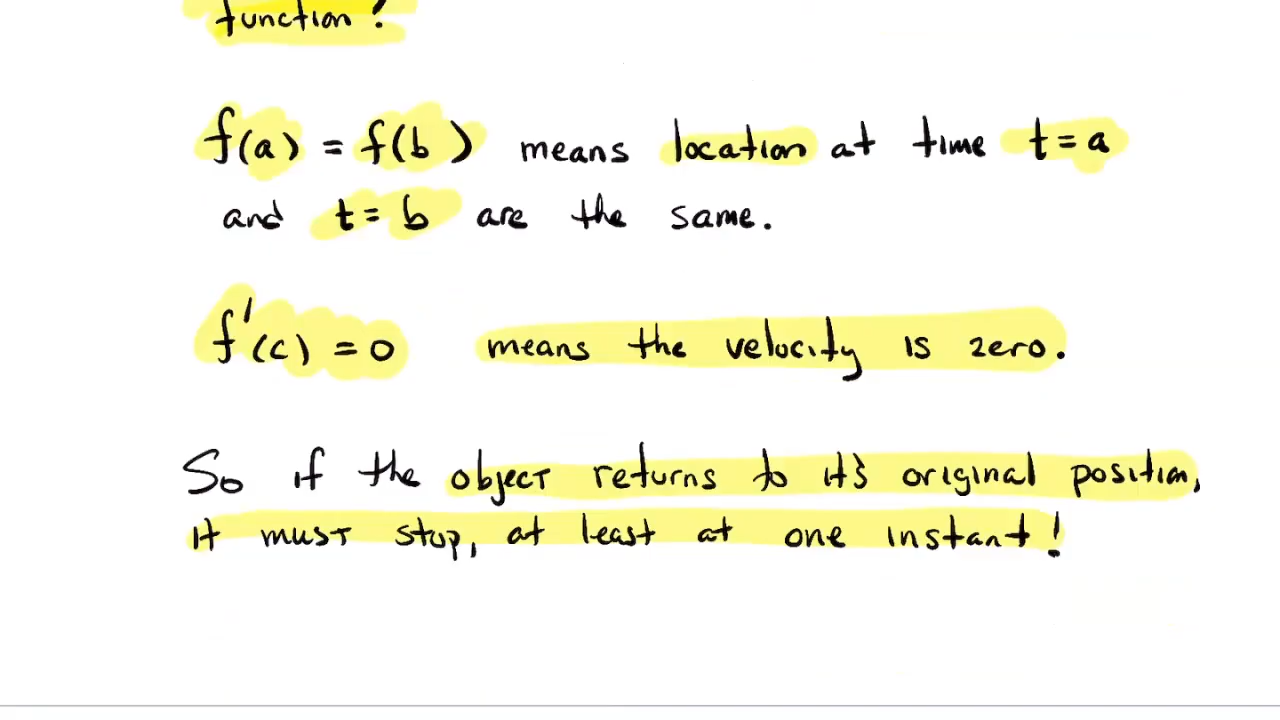 function?
f(a) = f(b) means location at time t = a
and t = b are the same.
f'(c) = 0 means the velocity is zero.
So if the object returns to it's original position,
it must stop, at least at one instant!